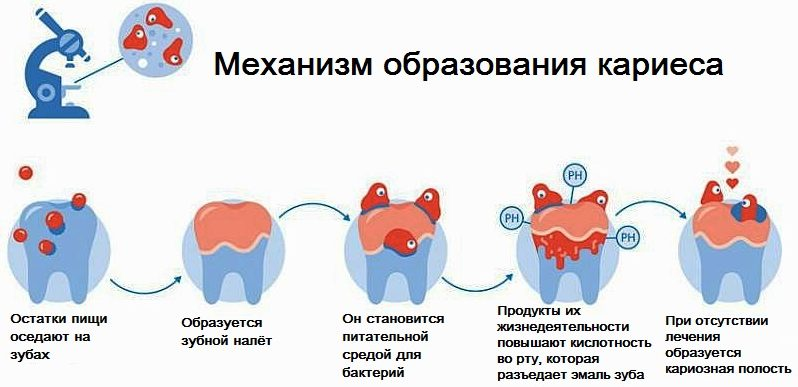 Механизм образования кариеса
PH
PH
PH
Остатки пищи
оседают на
зубах
Образуется
зубной налёт
Он становится
питательной
средой для
бактерий
Продукты их
жизнедеятельности
повышают кислотность
во рту, которая
разъедает эмаль зуба
При отсутствии
лечения
образуется
кариозная полость